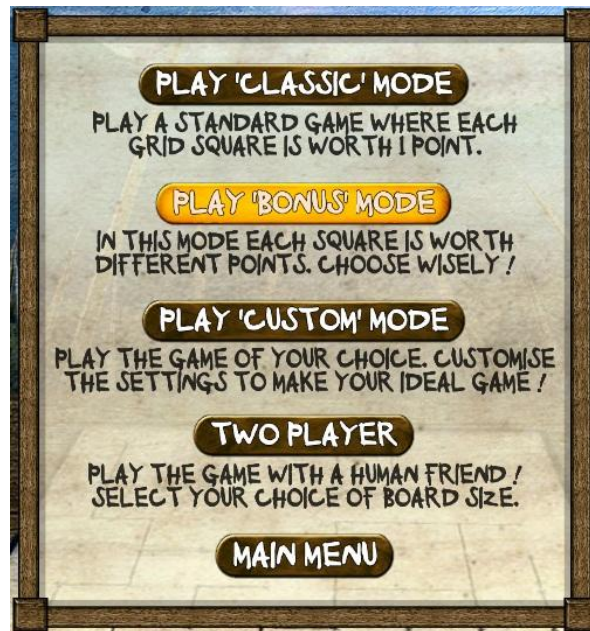 PLAY 'CLASSIC' MODE
PLAY A STANDARD GAME WHERE EACH
GRID SQUARE IS WORTH 1 POINT.
PLAY 'BONUS' MODE
IN THIS MODE EACH SQUARE IS WORTH
DIFFERENT POINTS. CHOOSE WISELY !
PLAY 'CUSTOM' MODE
PLAY THE GAME OF YOUR CHOICE. CUSTOMISE
THE SETTINGS TO MAKE YOUR IDEAL GAME !
TWO PLAYER
PLAY THE GAME WITH A HUMAN FRIEND !
SELECT YOUR CHOICE OF BOARD SIZE.
MAIN MENU